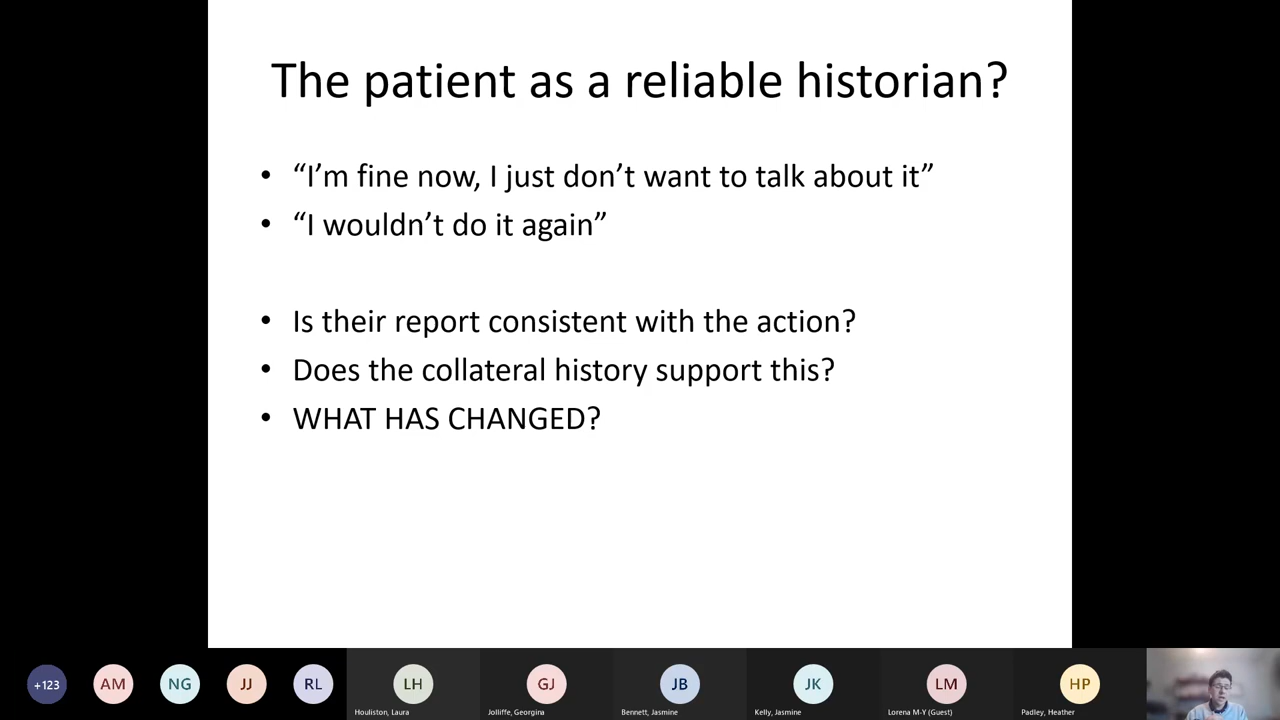 The patient as a reliable historian?
• “I’m fine now, I just don’t want to talk about it”
• “I wouldn’t do it again”
• Is their report consistent with the action?
• Does the collateral history support this?
• WHAT HAS CHANGED?
+123
AM
NG
JJ
RL
LH
GJ
JB
JK
LM
HP
Houliston, Laura
Jolliffe, Georgina
Bennett, Jasmine
Kelly, Jasmine
Lorena M-Y (Guest)
Padley, Heather